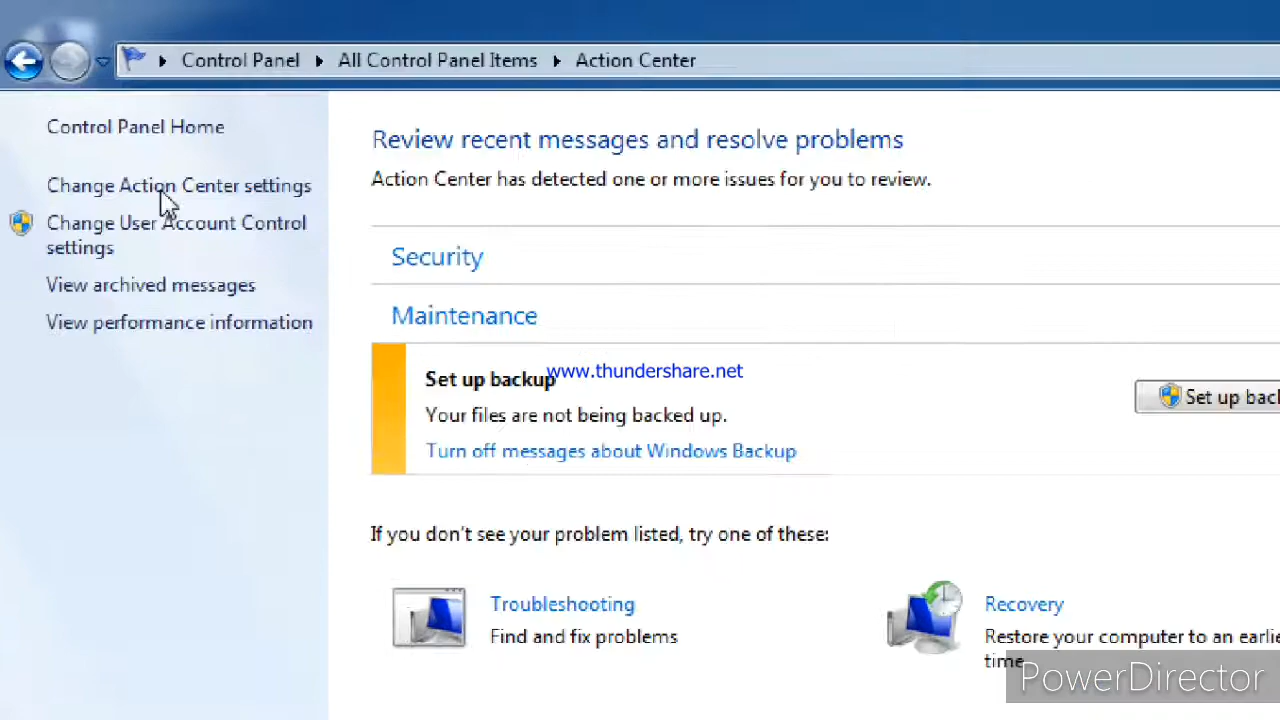 Control Panel All Control Panel Items Action Center
Control Panel Home
Change Action Center settings
Change User Account Control
settings
View archived messages
View performance information
Review recent messages and resolve problems
Action Center has detected one or more issues for you to review.
Security
Maintenance
Set up backup
www.thundershare.net
Your files are not being backed up.
Turn off messages about Windows Backup
Set up bac
If you don't see your problem listed, try one of these:
Troubleshooting
Find and fix problems
Recovery
Restore your computer to an earlie
time
PowerDirector